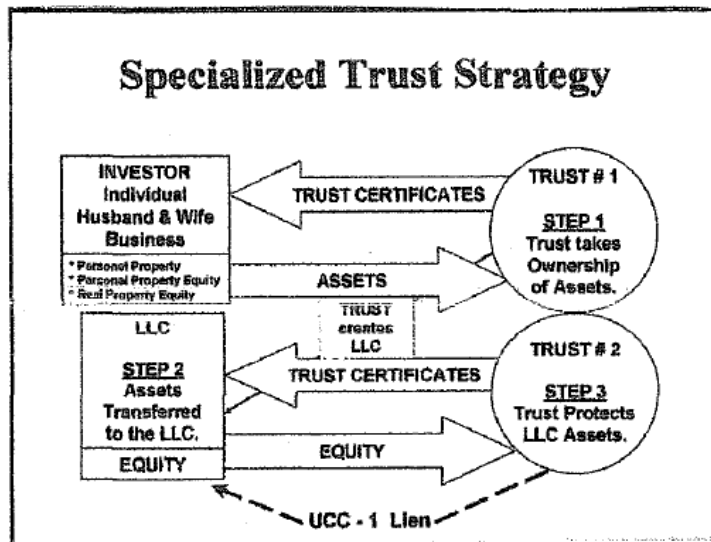 Specialized Trust Strategy
INVESTOR
Individual
Husband & Wife
Business
* Personal Property
* Personal Property Equity
* Real Property Equity
TRUST CERTIFICATES
ASSETS
TRUST # 1
STEP 1
Trust takes
Ownership
of Assets.
TRUST
creates
LLC
LLC
STEP 2
Assets
Transferred
to the LLC.
EQUITY
TRUST CERTIFICATES
EQUITY
TRUST # 2
STEP 3
Trust Protects
LLC Assets.
UCC - 1 Lien